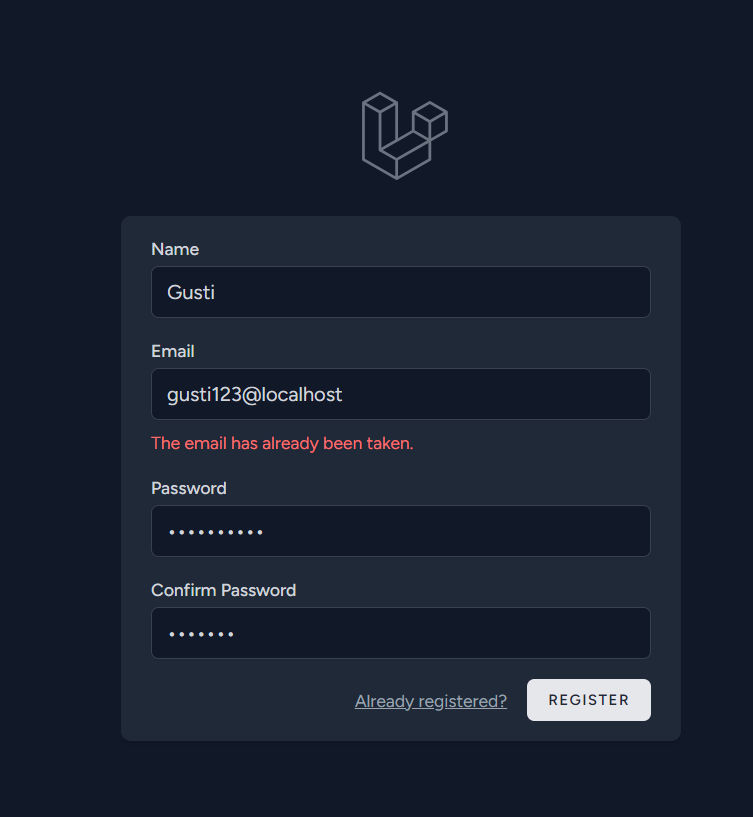 Name
Gusti
Email
gusti123@localhost
The email has already been taken.
Password
••••••••••
Confirm Password
•••••••
Already registered? REGISTER